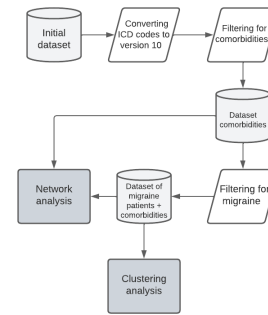 Initial
dataset
Converting
ICD codes to
version 10
Filtering for
comorbidities
Dataset
comorbidities
Network
analysis
Dataset of
migraine
patients +
comorbidities
Filtering for
migraine
Clustering
analysis